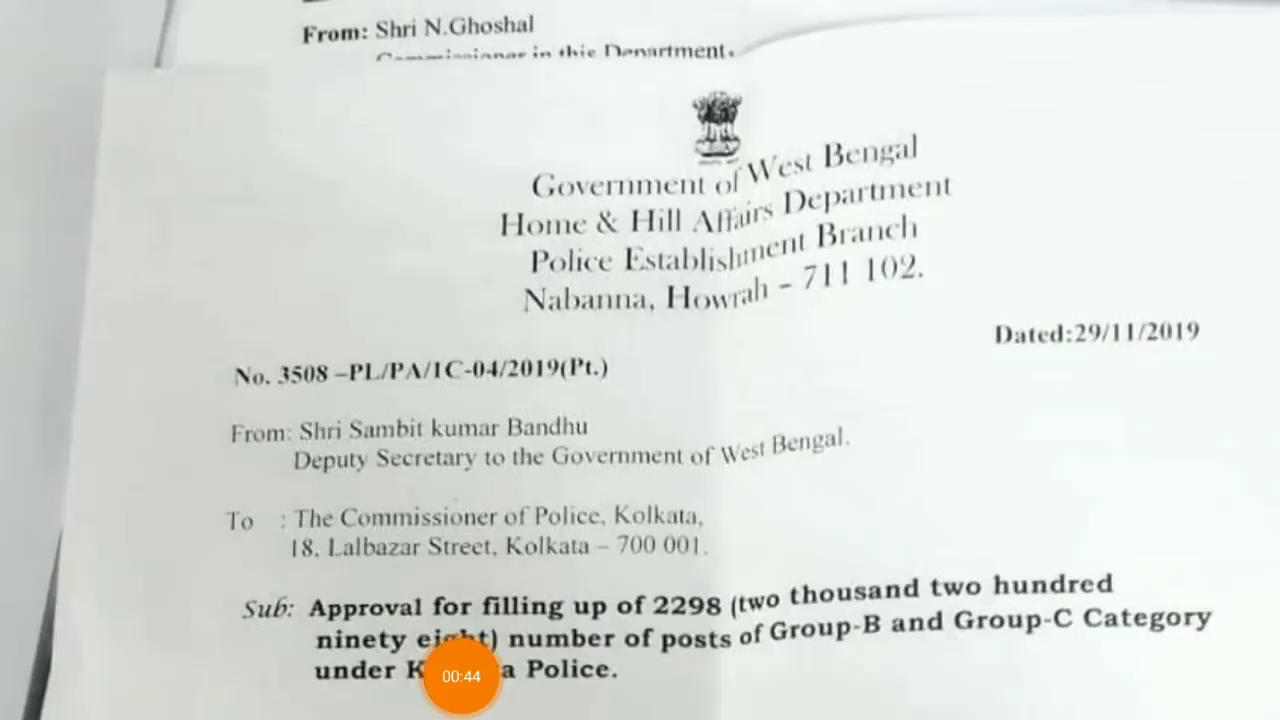 From: Shri N.Ghoshal
Commissioner in this Department.
Government of West Bengal
Home & Hill Affairs Department
Police Establishment Branch
Nabanna, Howrah - 711 102.
Dated:29/11/2019
No. 3508 –PL/PA/1C-04/2019(Pt.)
From: Shri Sambit kumar Bandhu
Deputy Secretary to the Government of West Bengal.
To : The Commissioner of Police, Kolkata,
18, Lalbazar Street, Kolkata – 700 001.
Sub: Approval for filling up of 2298 (two thousand two hundred
ninety eight) number of posts of Group-B and Group-C Category
under K a Police.
00:44